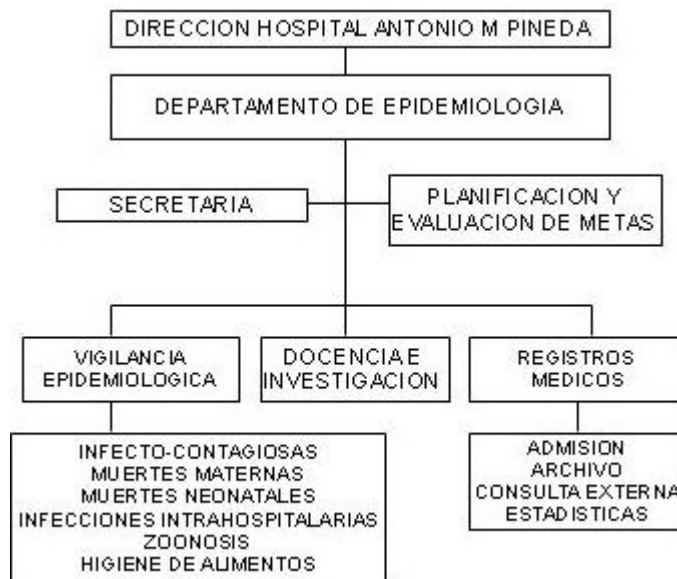 DIRECCION HOSPITAL ANTONIO M PINEDA
DEPARTAMENTO DE EPIDEMIOLOGIA
SECRETARIA
PLANIFICACION Y
EVALUACION DE METAS
VIGILANCIA
EPIDEMIOLOGICA
DOCENCIA E
INVESTIGACION
REGISTROS
MEDICOS
INFECTO-CONTAGIOSAS
MUERTES MATERNAS
MUERTES NEONATALES
INFECCIONES INTRAHOSPITALARIAS
ZOONOSIS
HIGIENE DE ALIMENTOS
ADMISION
ARCHIVO
CONSULTA EXTERNA
ESTADISTICAS